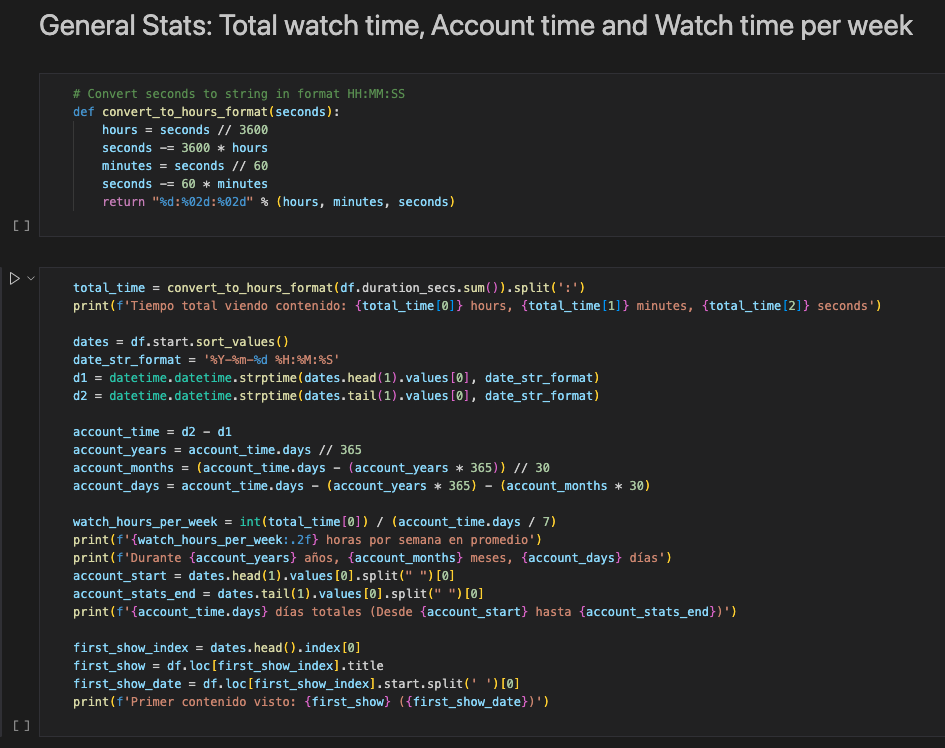 General Stats: Total watch time, Account time and Watch time per week
# Convert seconds to string in format HH:MM:SS
def convert_to_hours_format(seconds):
    hours = seconds // 3600
    seconds -= 3600 * hours
    minutes = seconds // 60
    seconds -= 60 * minutes
    return "%d:%02d:%02d" % (hours, minutes, seconds)
[ ]
total_time = convert_to_hours_format(df.duration_secs.sum()).split(':')
print(f'Tiempo total viendo contenido: {total_time[0]} hours, {total_time[1]} minutes, {total_time[2]} seconds')
dates = df.start.sort_values()
date_str_format = '%Y-%m-%d %H:%M:%S'
d1 = datetime.datetime.strptime(dates.head(1).values[0], date_str_format)
d2 = datetime.datetime.strptime(dates.tail(1).values[0], date_str_format)
account_time = d2 - d1
account_years = account_time.days // 365
account_months = (account_time.days - (account_years * 365)) // 30
account_days = account_time.days - (account_years * 365) - (account_months * 30)
watch_hours_per_week = int(total_time[0]) / (account_time.days / 7)
print(f'{watch_hours_per_week:.2f} horas por semana en promedio')
print(f'Durante {account_years} años, {account_months} meses, {account_days} días')
account_start = dates.head(1).values[0].split(" ")[0]
account_stats_end = dates.tail(1).values[0].split(" ")[0]
print(f'{account_time.days} días totales (Desde {account_start} hasta {account_stats_end})')
first_show_index = dates.head().index[0]
first_show = df.loc[first_show_index].title
first_show_date = df.loc[first_show_index].start.split(' ')[0]
print(f'Primer contenido visto: {first_show} ({first_show_date})')
[ ]